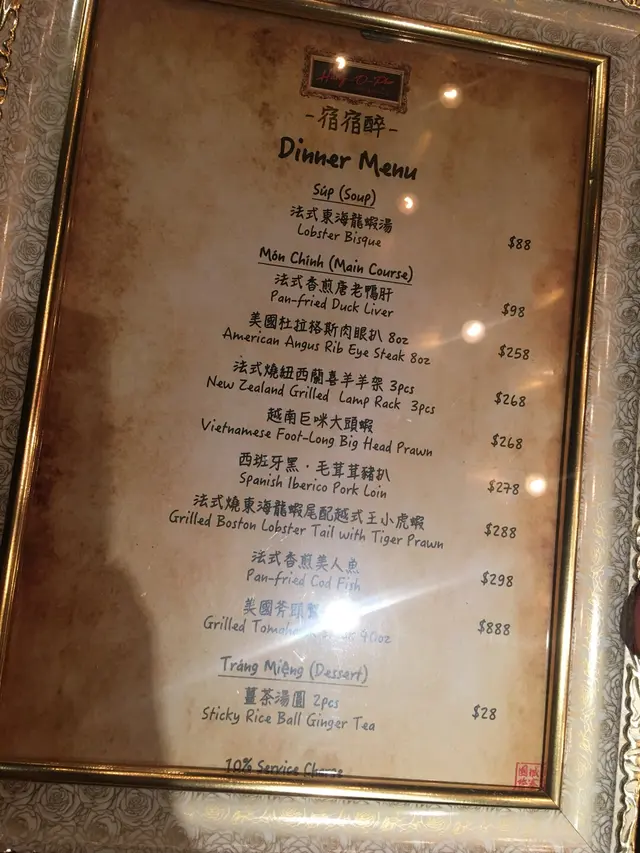 -宿宿醉-
Dinner Menu
Súp (Soup)
法式東海龍蝦湯
Lobster Bisque $88
Món Chính (Main Course)
法式香煎唐老鴨肝
Pan-fried Duck Liver $98
美國杜拉格斯肉眼扒 8oz
American Angus Rib Eye Steak 8oz $258
法式燒紐西蘭喜羊羊架 3pcs
New Zealand Grilled Lamp Rack 3pcs $268
越南巨咪大頭蝦
Vietnamese Foot-Long Big Head Prawn $268
西班牙黑·毛茸茸豬扒
Spanish Iberico Pork Loin $278
法式燒東海龍蝦尾配越式王小虎蝦
Grilled Boston Lobster Tail with Tiger Prawn $288
法式香煎美人魚
Pan-fried Cod Fish $298
美國斧頭
Grilled $888
Tráng Miệng (Dessert)
薑茶湯圓 2pcs
Sticky Rice Ball Ginger Tea $28
10% Service Charge